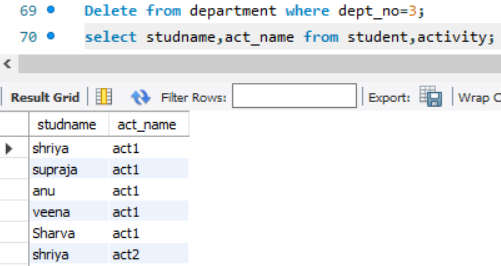 69 Delete from department where dept_no=3;
70 select studname,act_name from student,activity;
Result Grid Filter Rows: Export: Wrap C
studname act_name
shriya act1
supraja act1
anu act1
veena act1
Sharva act1
shriya act2